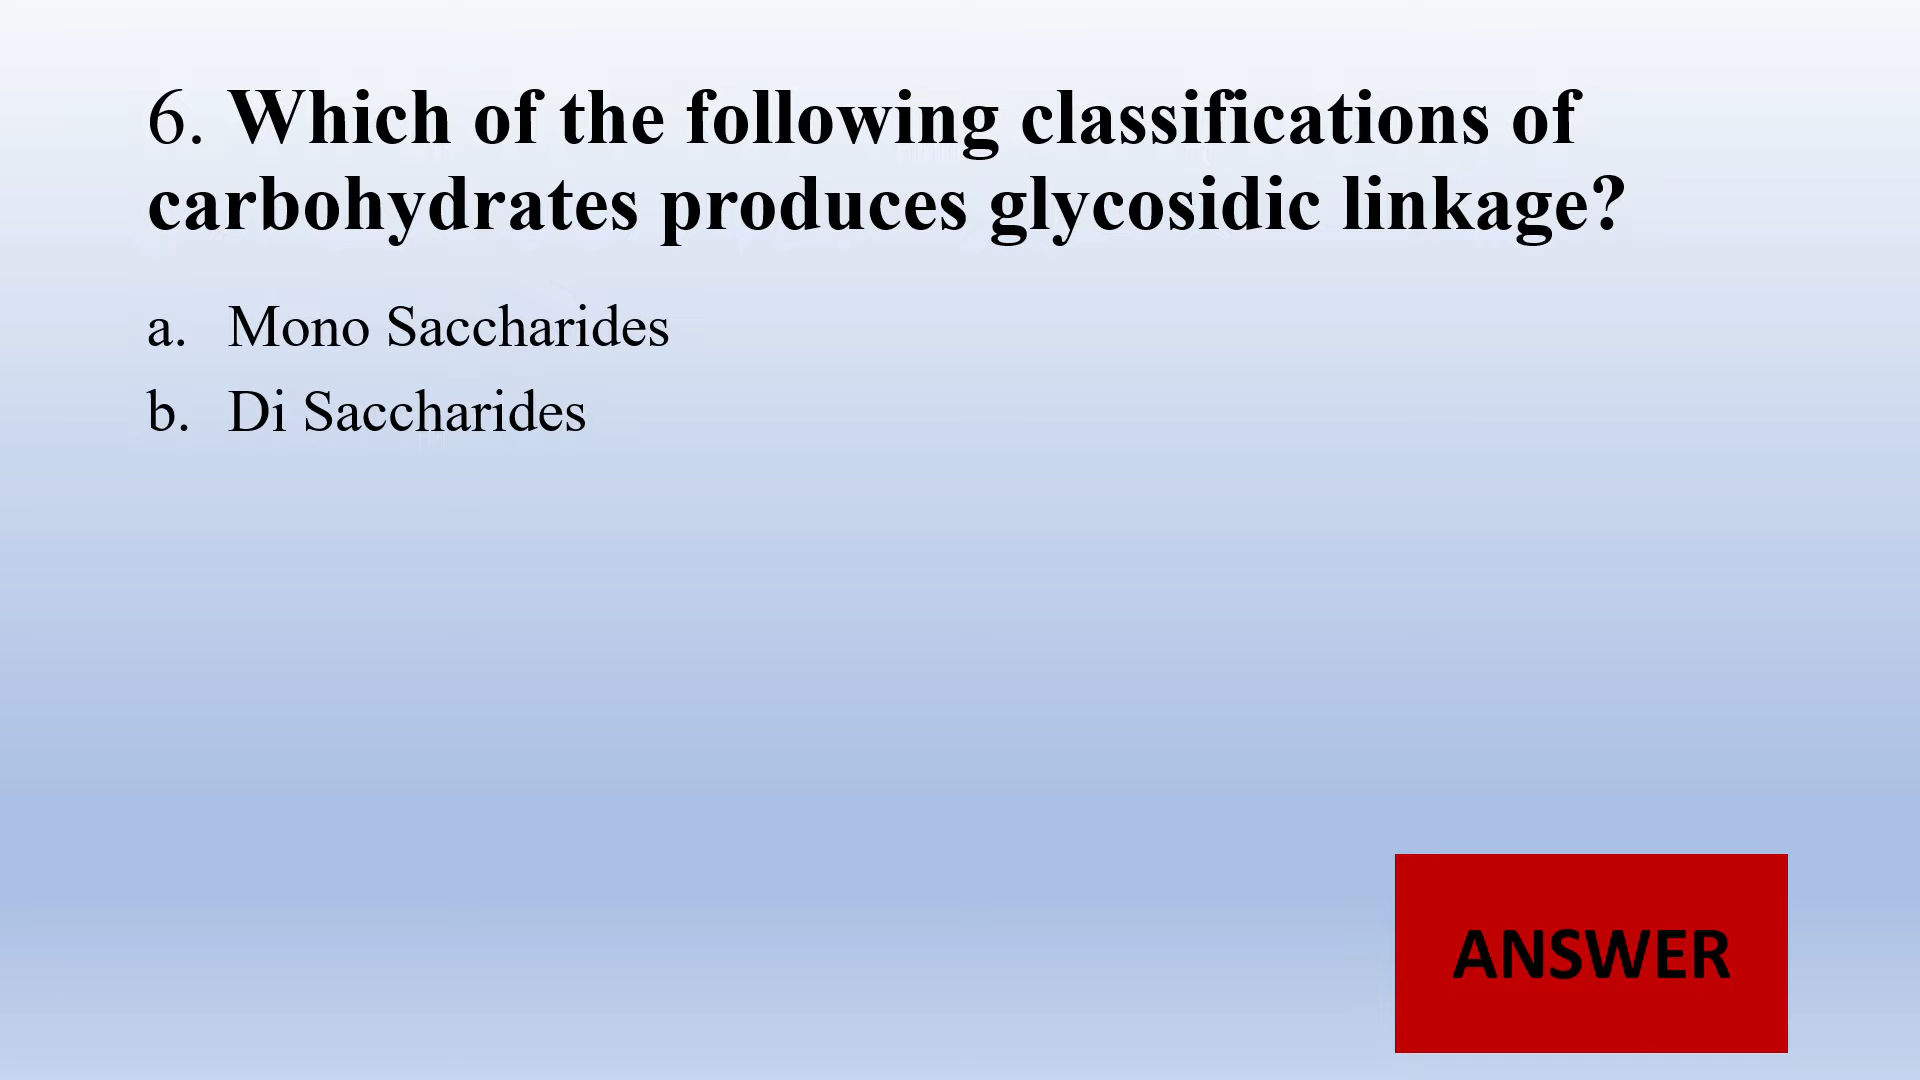 6. Which of the following classifications of
carbohydrates produces glycosidic linkage?
a. Mono Saccharides
b. Di Saccharides
ANSWER